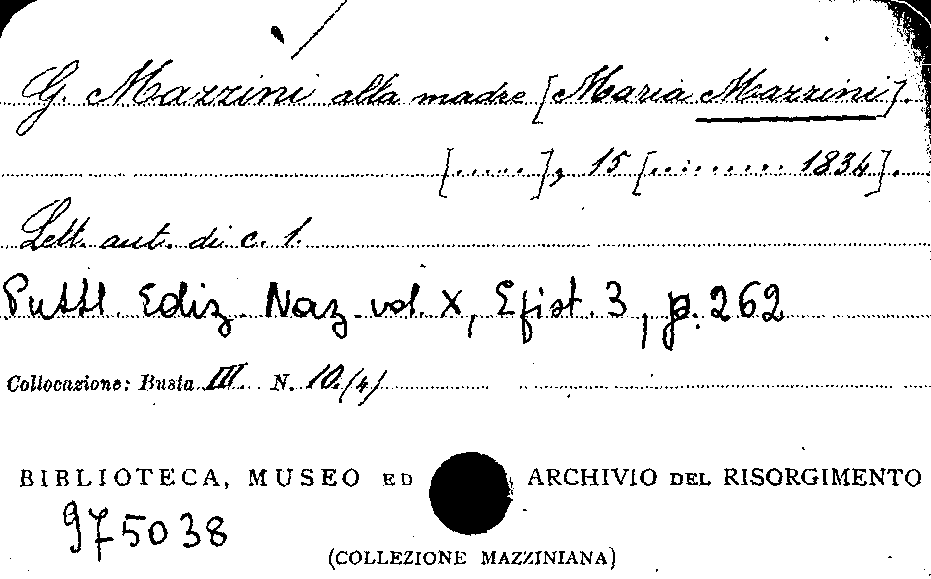 G. Mazzini alla madre [Maria Mazzini].
[......], 15 [.......... 1834].
Lett. aut. di c. 1.
Pubbl. Ediz. Naz. vol. X, Epist. 3, p. 262
Collocazione: Busta III N. 10/(4)
BIBLIOTECA, MUSEO ED ARCHIVIO DEL RISORGIMENTO
975038
(COLLEZIONE MAZZINIANA)